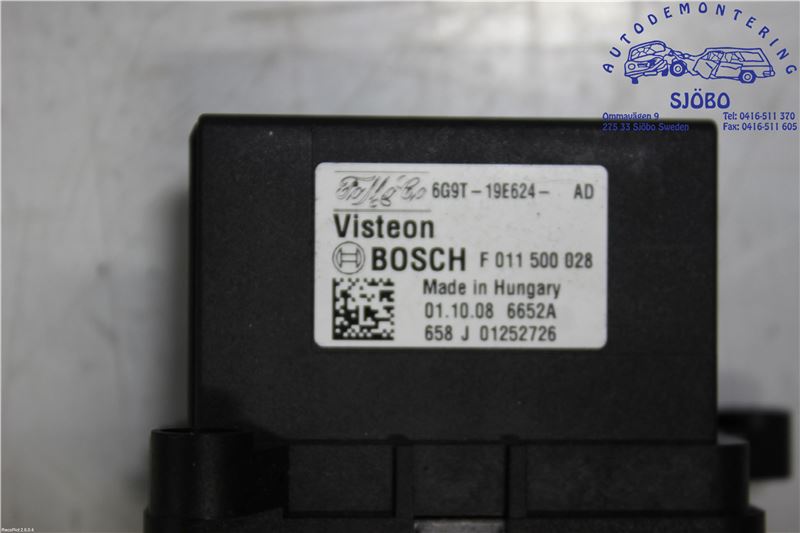 AUTODEMONTERING
SJÖBO
Ommavägen 9
275 33 Sjöbo Sweden
Tel: 0416-511 370
Fax: 0416-511 605
FoMoCo 6G9T-19E624- AD
Visteon
BOSCH F 011 500 028
Made in Hungary
01.10.08 6652A
658 J 01252726